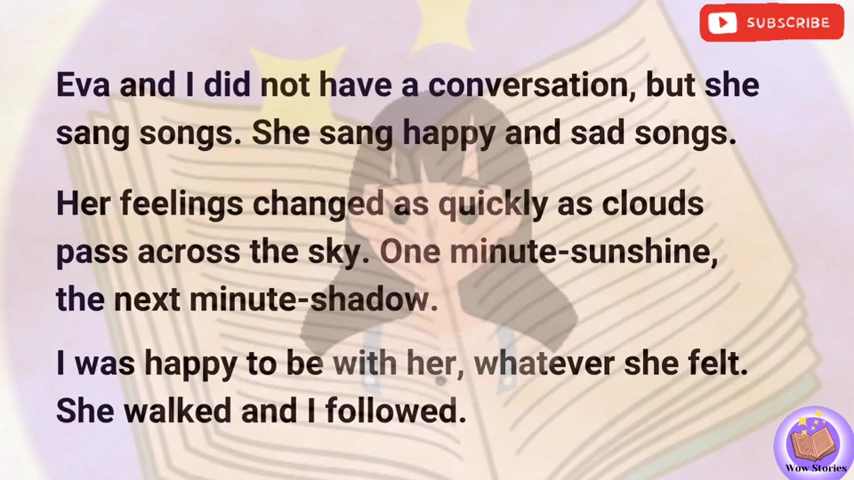 SUBSCRIBE
Eva and I did not have a conversation, but she
sang songs. She sang happy and sad songs.
Her feelings changed as quickly as clouds
pass across the sky. One minute-sunshine,
the next minute-shadow.
I was happy to be with her, whatever she felt.
She walked and I followed.
Wow Stories